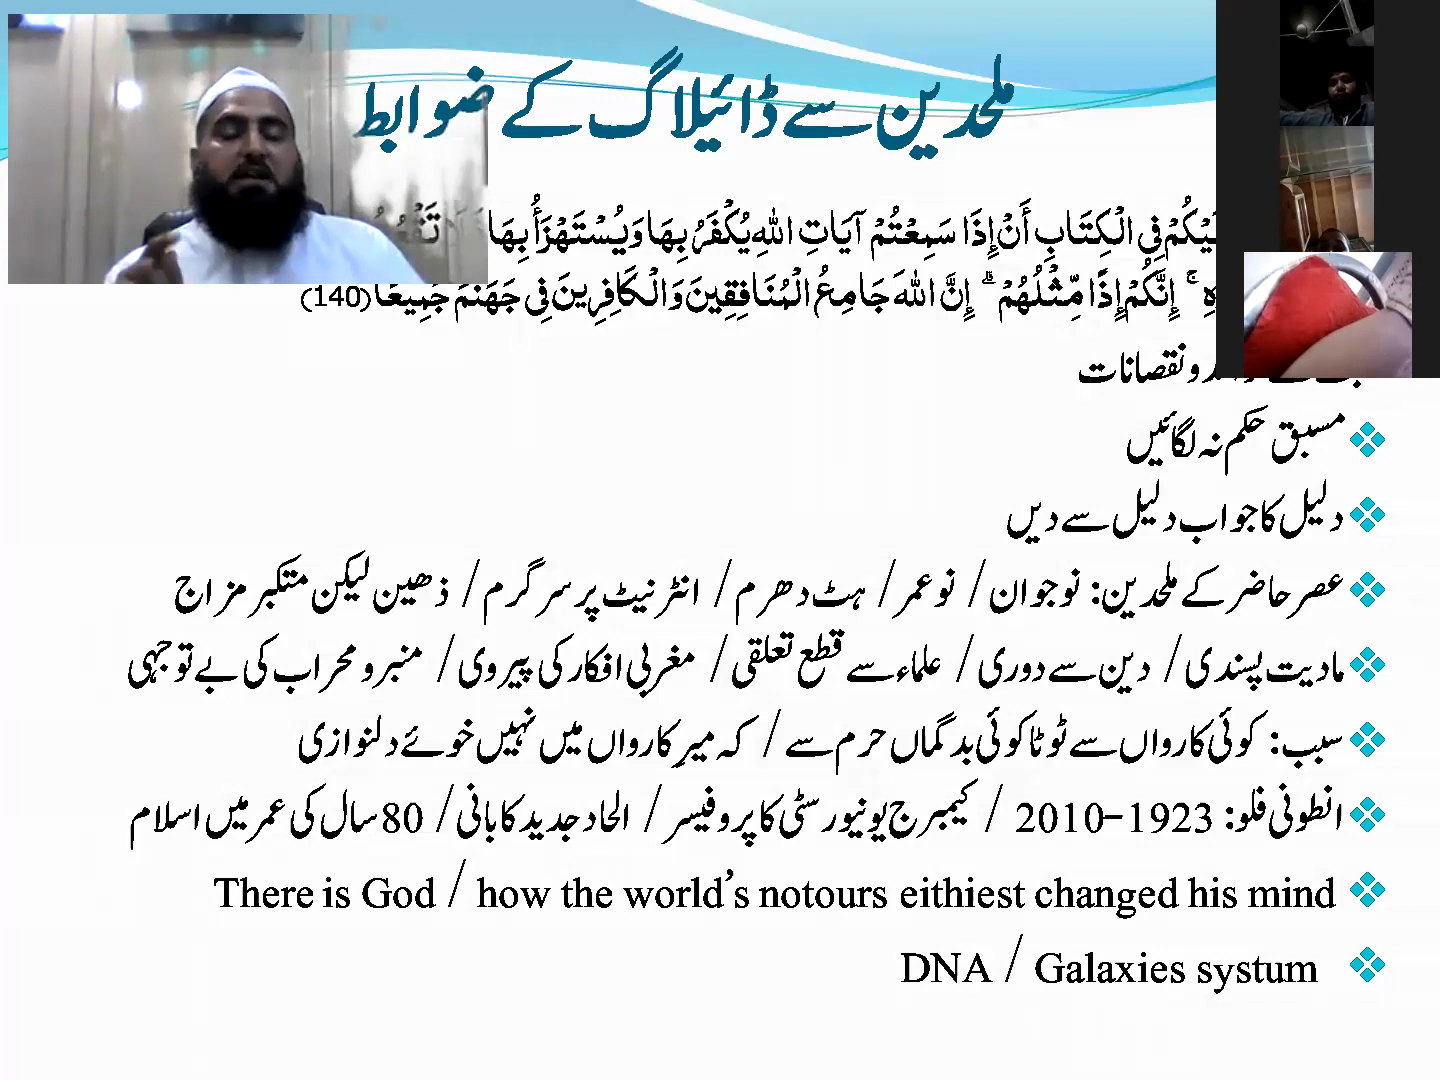 ملحدین سے ڈائیلاگ کے ضوابط
فِي الْكِتَابِ أَنْ إِذَا سَمِعْتُمْ آيَاتِ اللهِ يُكْفَرُ بِهَا وَيُسْتَهْزَأُ بِهَا
إِنَّكُمْ إِذًا مِّثْلُهُمْ ۗ إِنَّ اللهَ جَامِعُ الْمُنَافِقِينَ وَالْكَافِرِينَ فِي جَهَنَّمَ جَمِيعًا (140)
ونقصانات
❖ مسبق حکم نہ لگائیں
❖ دلیل کا جواب دلیل سے دیں
❖ عصر حاضر کے ملحدین: نوجوان / نوعمر / ہٹ دھرم / انٹرنیٹ پر سرگرم / ذھین لیکن متکبر مزاج
❖ مادیت پسندی / دین سے دوری / علماء سے قطع تعلقی / مغربی افکار کی پیروی / منبر و محراب کی بے توجہی
❖ سبب: کوئی کارواں سے ٹوٹا کوئی بدگماں حرم سے / کہ میرِ کارواں میں نہیں خوئے دلنوازی
❖ انطونی فلو: 1923-2010 / کیمبرج یونیورسٹی کا پروفیسر / الحاد جدید کا بانی / 80 سال کی عمر میں اسلام
❖ There is God / how the world's notours eithiest changed his mind
❖ DNA / Galaxies systum